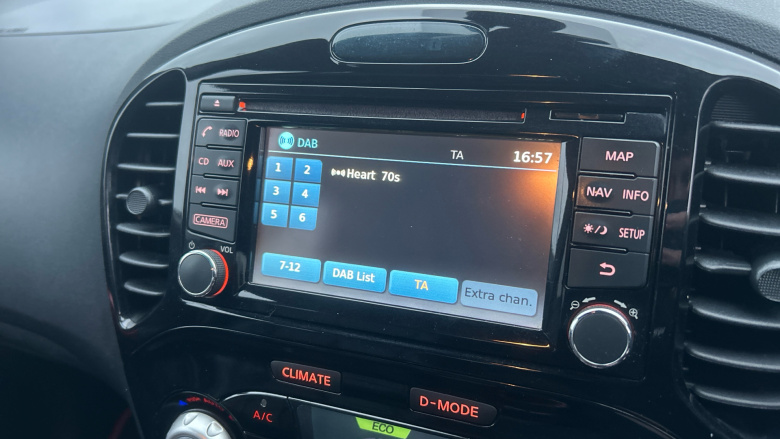 DAB
TA
16:57
1 2
3 4
5 6
Heart 70s
7-12
DAB List
TA
Extra chan.
RADIO
CD AUX
CAMERA
VOL
MAP
NAV INFO
SETUP
CLIMATE
D-MODE
A/C
ECO